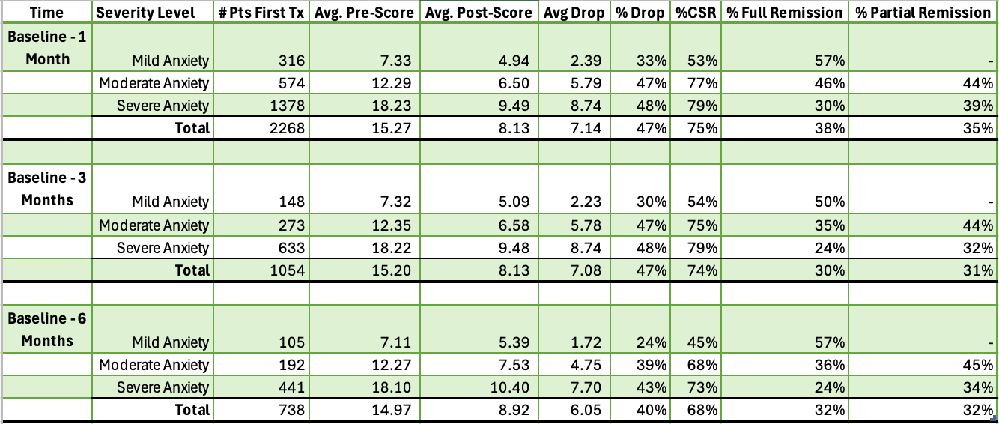 Time Severity Level # Pts First Tx Avg. Pre-Score Avg. Post-Score Avg Drop % Drop %CSR % Full Remission % Partial Remission
Baseline - 1
Month Mild Anxiety 316 7.33 4.94 2.39 33% 53% 57% -
Moderate Anxiety 574 12.29 6.50 5.79 47% 77% 46% 44%
Severe Anxiety 1378 18.23 9.49 8.74 48% 79% 30% 39%
Total 2268 15.27 8.13 7.14 47% 75% 38% 35%
Baseline - 3
Months Mild Anxiety 148 7.32 5.09 2.23 30% 54% 50% -
Moderate Anxiety 273 12.35 6.58 5.78 47% 75% 35% 44%
Severe Anxiety 633 18.22 9.48 8.74 48% 79% 24% 32%
Total 1054 15.20 8.13 7.08 47% 74% 30% 31%
Baseline - 6
Months Mild Anxiety 105 7.11 5.39 1.72 24% 45% 57% -
Moderate Anxiety 192 12.27 7.53 4.75 39% 68% 36% 45%
Severe Anxiety 441 18.10 10.40 7.70 43% 73% 24% 34%
Total 738 14.97 8.92 6.05 40% 68% 32% 32%